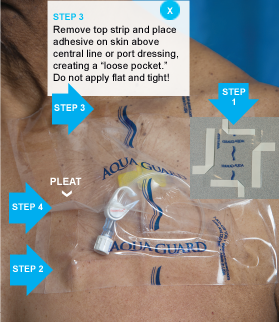 STEP 3
X
Remove top strip and place
adhesive on skin above
central line or port dressing,
creating a “loose pocket.”
Do not apply flat and tight!
STEP
1
STEP 3
AQUA GUARD
PLEAT
STEP 4
AQUA GUARD
STEP 2